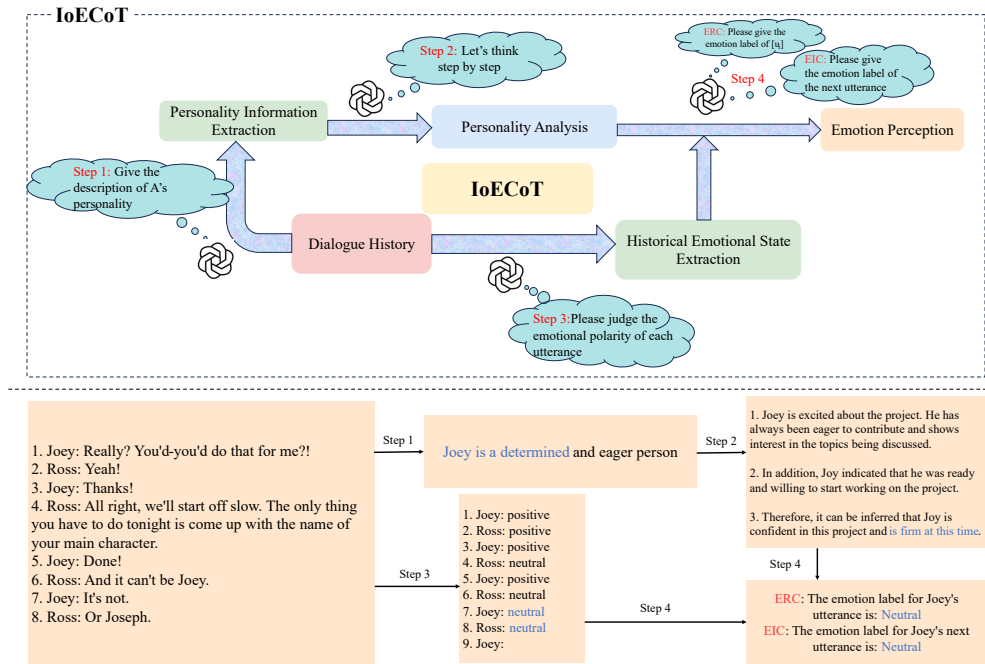 IoECoT
ERC: Please give the
emotion label of [u
Step 2: Let's think
step by step
Step 4
EIC: Please give
the emotion label of
the next utterance
Personality Information
Extraction
Personality Analysis
Emotion Perception
Step 1: Give the
description of A's
personality
IoECoT
Dialogue History
Historical Emotional State
Extraction
Step 3:Please judge the
emotional polarity of each
utterance
1. Joey: Really? You'd-you'd do that for me?!
2. Ross: Yeah!
3. Joey: Thanks!
4. Ross: All right, we'll start off slow. The only thing
you have to do tonight is come up with the name of
your main character.
5. Joey: Done!
6. Ross: And it can't be Joey.
7. Joey: It's not.
8. Ross: Or Joseph.
Step 1
Joey is a determined and eager person
Step 2
1. Joey is excited about the project. He has
always been eager to contribute and shows
interest in the topics being discussed.
2. In addition, Joy indicated that he was ready
and willing to start working on the project.
3. Therefore, it can be inferred that Joy is
confident in this project and is firm at this time.
Step 3
1. Joey: positive
2. Ross: positive
3. Joey: positive
4. Ross: neutral
5. Joey: positive
6. Ross: neutral
7. Joey: neutral
8. Ross: neutral
9. Joey:
Step 4
Step 4
ERC: The emotion label for Joey's
utterance is: Neutral
EIC: The emotion label for Joey's next
utterance is: Neutral